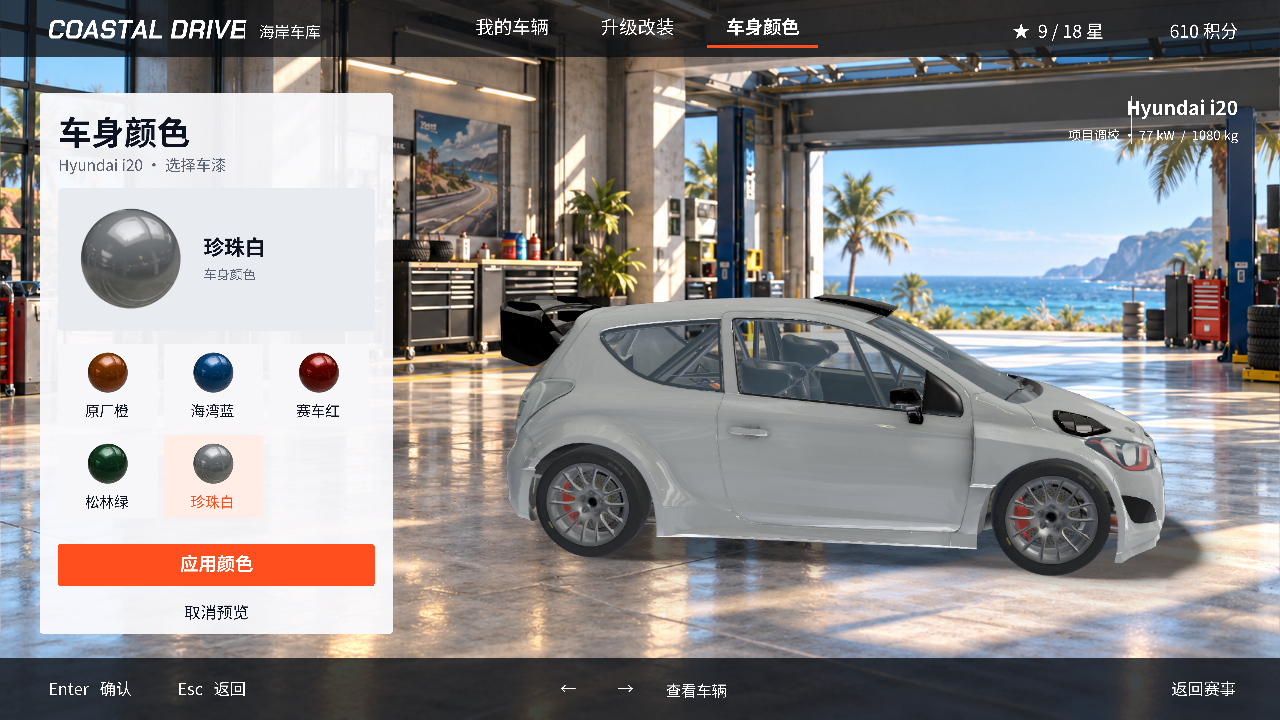 COASTAL DRIVE 海岸车库
我的车辆 升级改装 车身颜色
★ 9 / 18 星 610 积分
Hyundai i20
项目调校 · 77 kW / 1080 kg
车身颜色
Hyundai i20 · 选择车漆
珍珠白
车身颜色
原厂橙 海湾蓝 赛车红
松林绿 珍珠白
应用颜色
取消预览
Enter 确认 Esc 返回 ← → 查看车辆 返回赛事